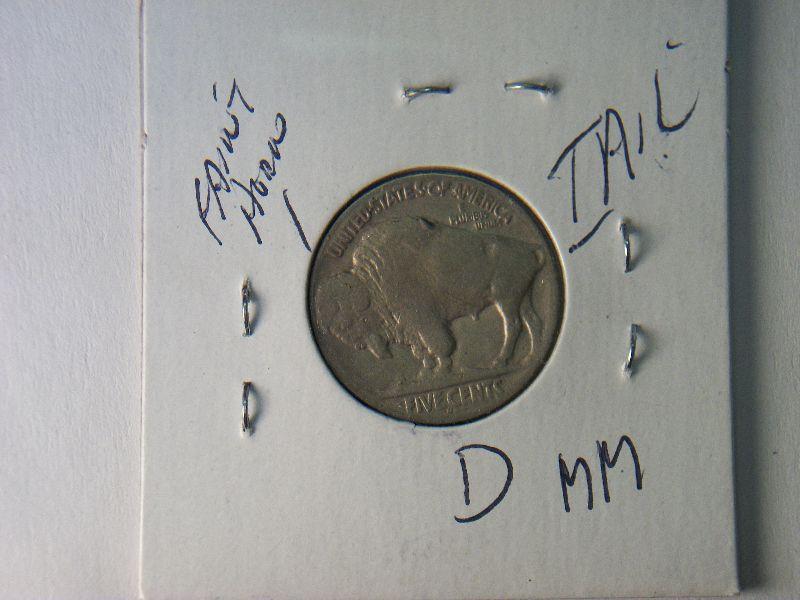 FAINT
HORN
TAIL
UNITED STATES OF AMERICA
E PLURIBUS
UNUM
FIVE CENTS
D MM